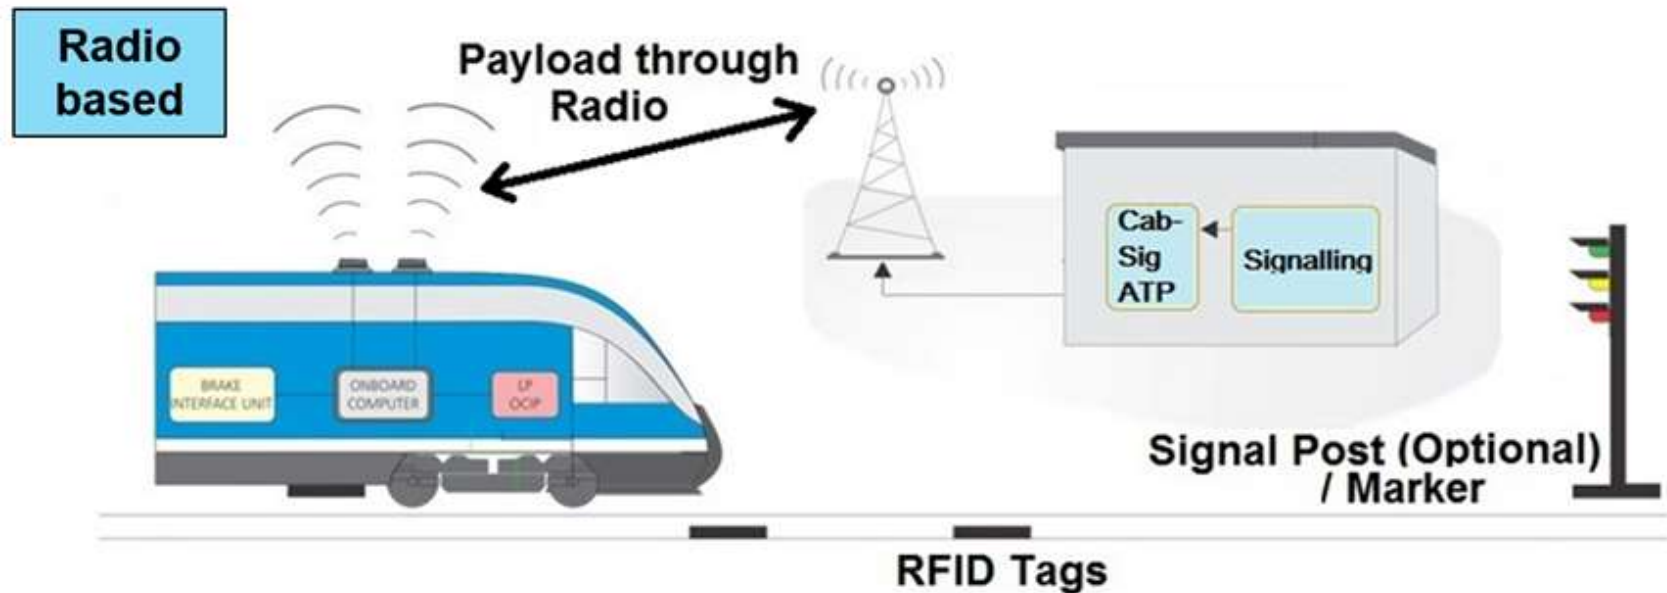 Radio
based
Payload through
Radio
Cab-
Sig
ATP
Signalling
BRAKE
INTERFACE UNIT
ONBOARD
COMPUTER
LP
OCIP
Signal Post (Optional)
/ Marker
RFID Tags